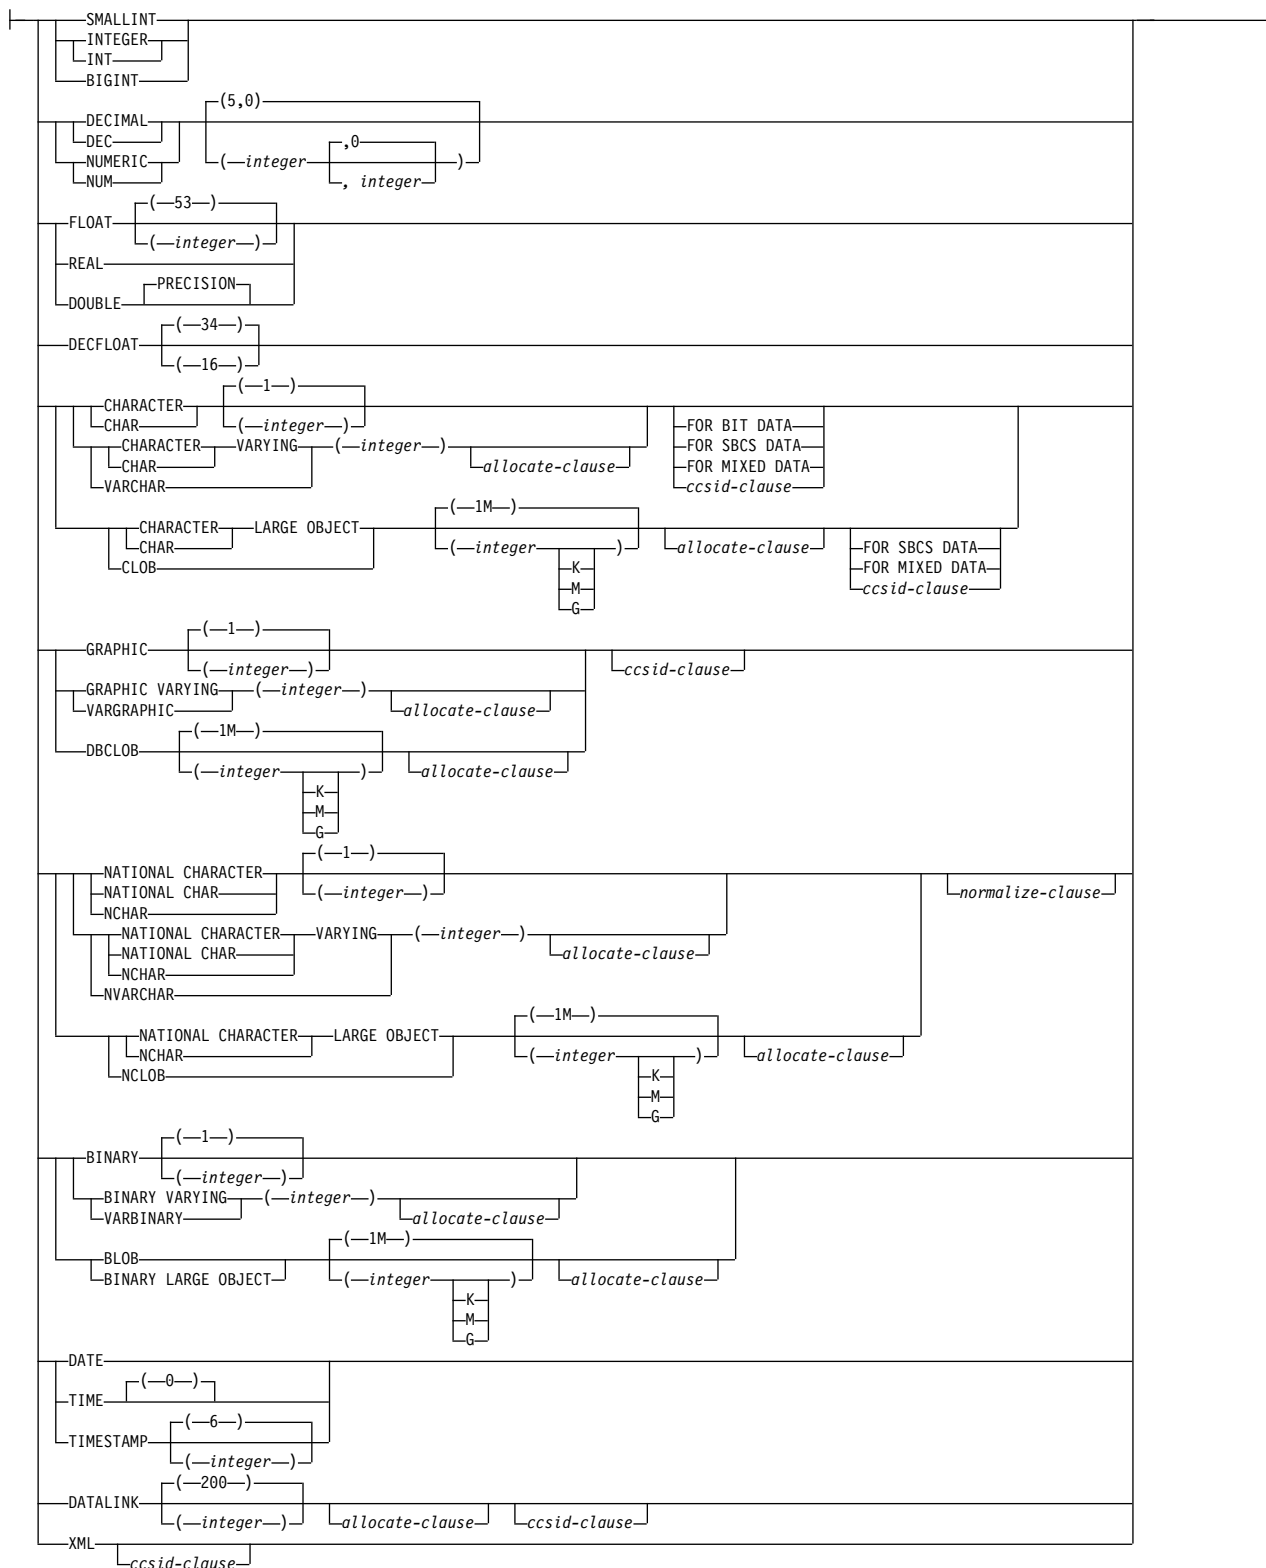 SMALLINT
INTEGER
INT
BIGINT
(5,0)
DECIMAL
DEC ,0
NUMERIC ( integer )
NUM , integer
( 53 )
FLOAT
( integer )
REAL
PRECISION
DOUBLE
( 34 )
DECFLOAT
( 16 )
( 1 )
CHARACTER
CHAR ( integer ) FOR BIT DATA
CHARACTER VARYING ( integer ) FOR SBCS DATA
CHAR allocate-clause FOR MIXED DATA
VARCHAR ccsid-clause
( 1M )
CHARACTER LARGE OBJECT
CHAR ( integer ) allocate-clause FOR SBCS DATA
CLOB K FOR MIXED DATA
M ccsid-clause
G
( 1 )
GRAPHIC
( integer ) ccsid-clause
GRAPHIC VARYING ( integer )
VARGRAPHIC allocate-clause
( 1M )
DBCLOB
( integer ) allocate-clause
K
M
G
( 1 )
NATIONAL CHARACTER
NATIONAL CHAR ( integer ) normalize-clause
NCHAR
NATIONAL CHARACTER VARYING ( integer )
NATIONAL CHAR allocate-clause
NCHAR
NVARCHAR
( 1M )
NATIONAL CHARACTER LARGE OBJECT
NCHAR ( integer ) allocate-clause
NCLOB K
M
G
( 1 )
BINARY
( integer )
BINARY VARYING ( integer )
VARBINARY allocate-clause
( 1M )
BLOB
BINARY LARGE OBJECT ( integer ) allocate-clause
K
M
G
DATE
( 0 )
TIME
( 6 )
TIMESTAMP
( integer )
( 200 )
DATALINK
( integer ) allocate-clause ccsid-clause
XML
ccsid-clause